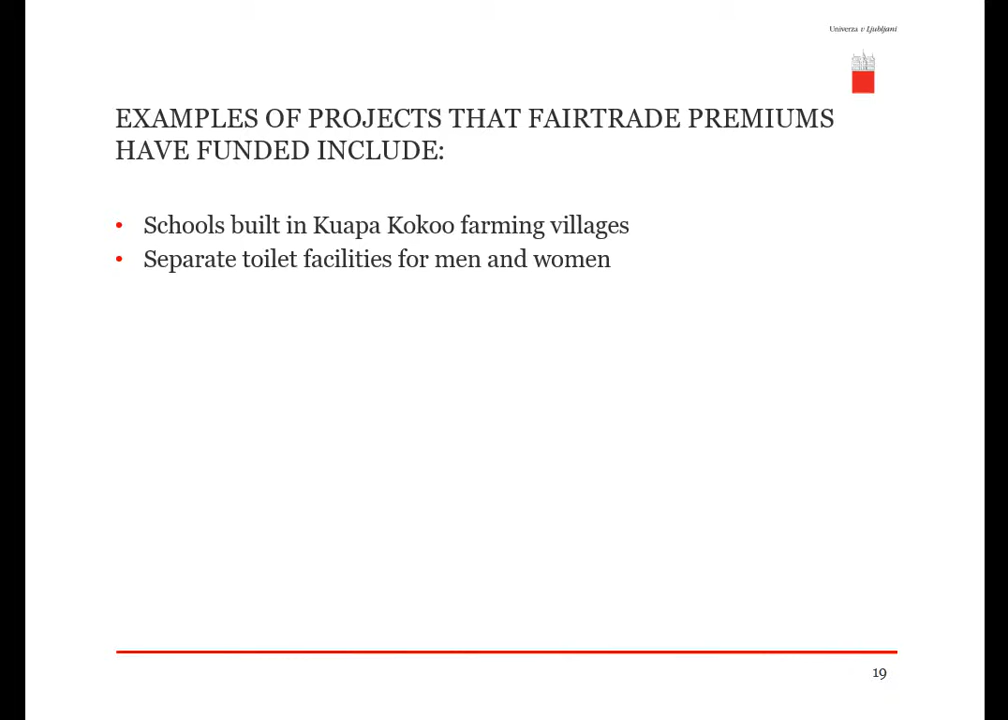 Univerza v Ljubljani
EXAMPLES OF PROJECTS THAT FAIRTRADE PREMIUMS
HAVE FUNDED INCLUDE:
• Schools built in Kuapa Kokoo farming villages
• Separate toilet facilities for men and women
19